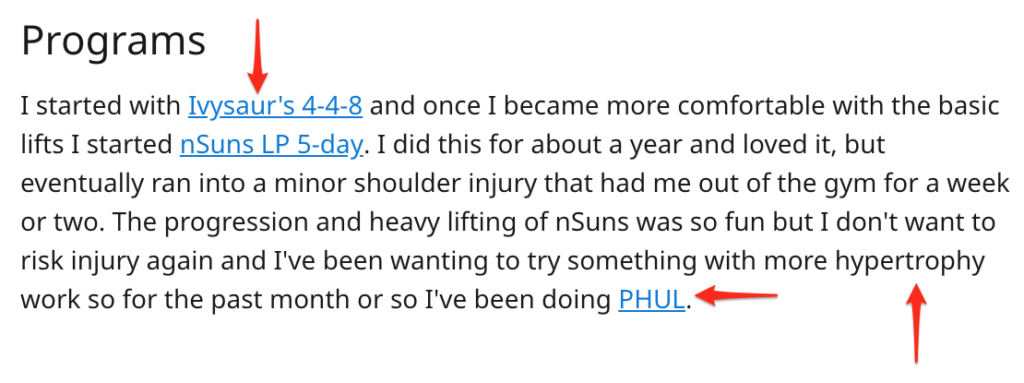 Programs
I started with Ivysaur's 4-4-8 and once I became more comfortable with the basic
lifts I started nSuns LP 5-day. I did this for about a year and loved it, but
eventually ran into a minor shoulder injury that had me out of the gym for a week
or two. The progression and heavy lifting of nSuns was so fun but I don't want to
risk injury again and I've been wanting to try something with more hypertrophy
work so for the past month or so I've been doing PHUL.